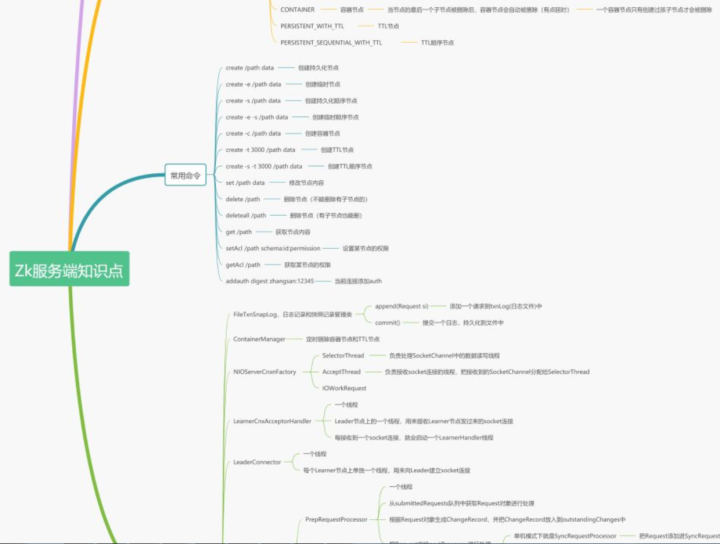 CONTAINER 容器节点 当节点的最后一个子节点被删除后，容器节点会自动被删除（有点延时） 一个容器节点只有创建过孩子节点才会被删除
PERSISTENT_WITH_TTL TTL节点
PERSISTENT_SEQUENTIAL_WITH_TTL TTL顺序节点
create /path data 创建持久化节点
create -e /path data 创建临时节点
create -s /path data 创建持久化顺序节点
create -e -s /path data 创建临时顺序节点
create -c /path data 创建容器节点
create -t 3000 /path data 创建TTL节点
create -s -t 3000 /path data 创建TTL顺序节点
常用命令
set /path data 修改节点内容
delete /path 删除节点（不能删除有子节点的）
deleteall /path 删除节点（有子节点也能删）
get /path 获取节点内容
setAcl /path schema:id:permission 设置某节点的权限
getAcl /path 获取某节点的权限
addauth digest zhangsan:12345 当前连接添加auth
Zk服务端知识点
FileTxnSnapLog，日志记录和快照记录管理类
append(Request si) 添加一个请求到txnLog(日志文件)中
commit() 提交一个日志，持久化到文件中
ContainerManager 定时删除容器节点和TTL节点
NIOServerCnxnFactory
SelectorThread 负责处理SocketChannel中的数据读写线程
AcceptThread 负责接收socket连接的线程，把接收到的SocketChannel分配给SelectorThread
IOWorkRequest
LearnerCnxAcceptorHandler
一个线程
Leader节点上的一个线程，用来接收Learner节点发过来的socket连接
每接收到一个socket连接，就会启动一个LearnerHandler线程
LeaderConnector
一个线程
每个Learner节点上单独一个线程，用来向Leader建立socket连接
PrepRequestProcessor
一个线程
从submittedRequests队列中获取Request对象进行处理
根据Request对象生成ChangeRecord，并把ChangeRecord放入到outstandingChanges中
单机模式下就是SyncRequestProcessor 把Request添加进SyncRequest